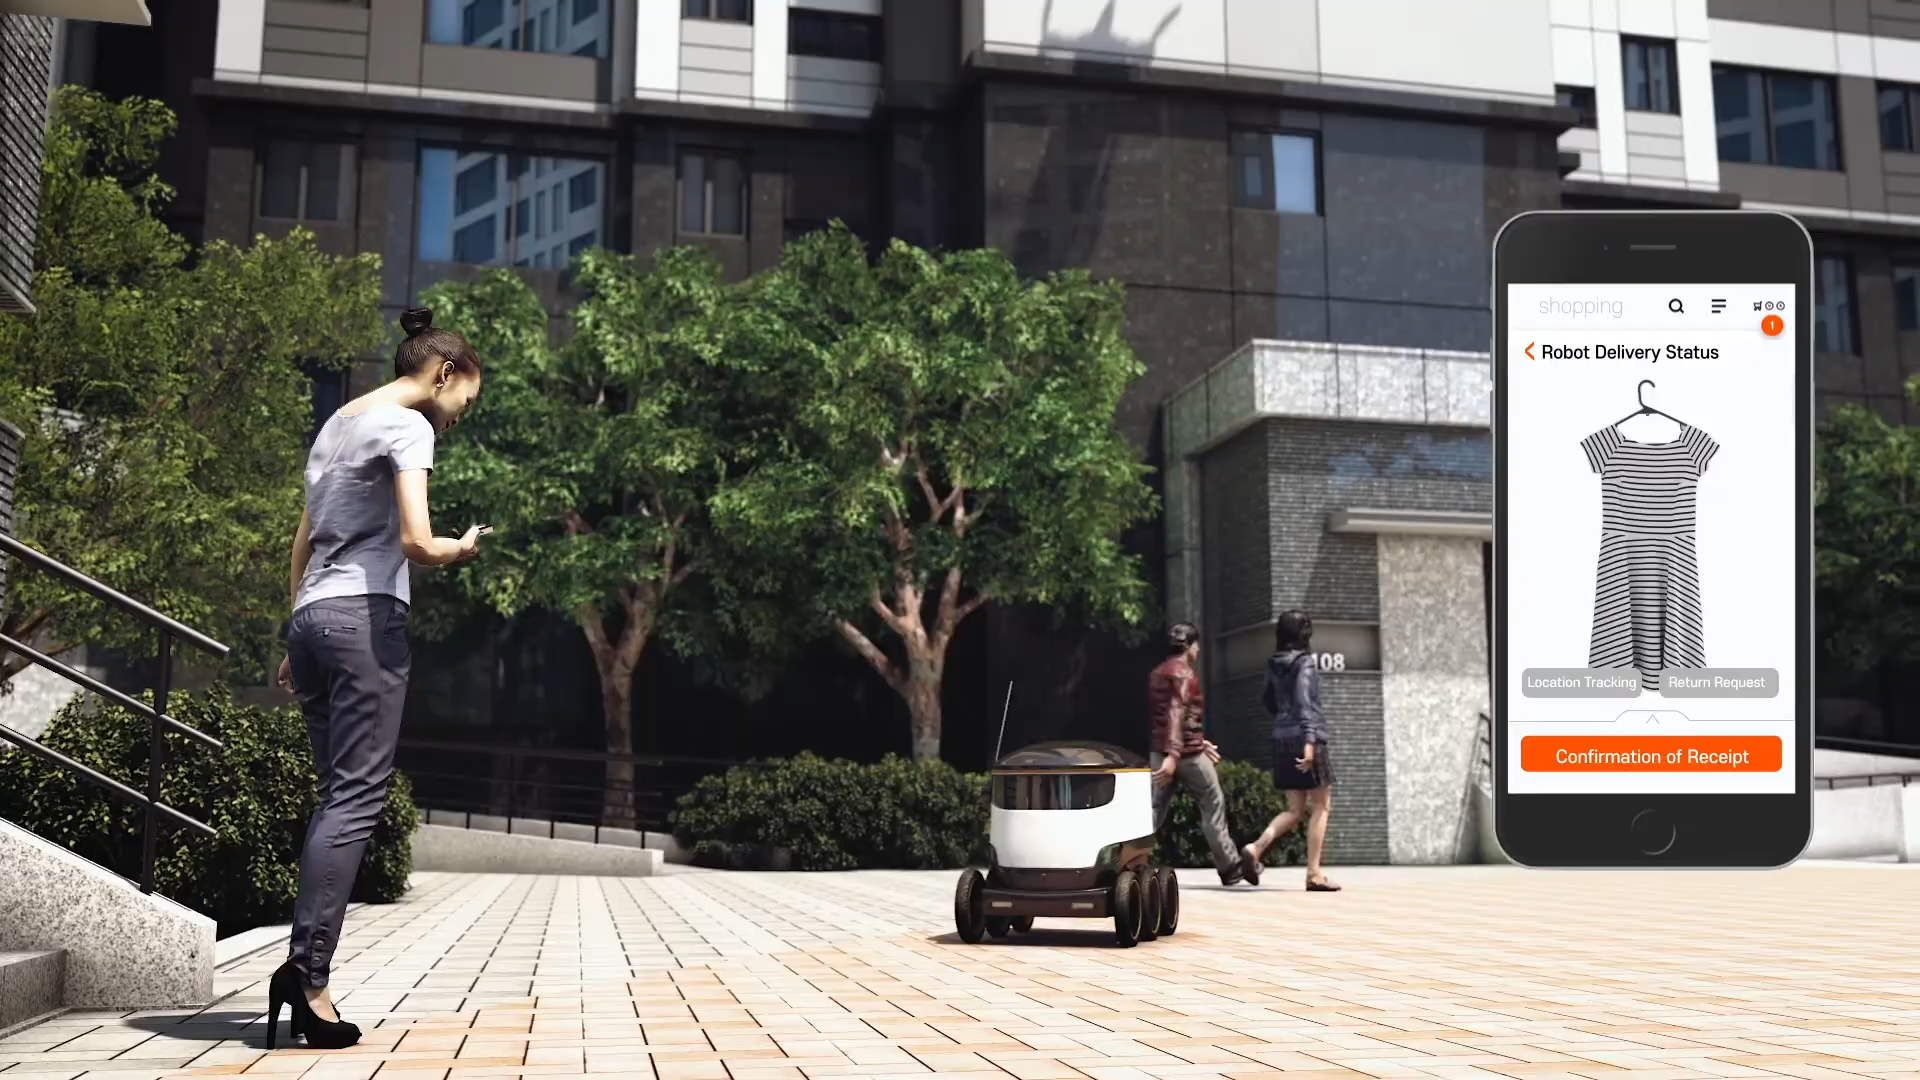 shopping
1
Robot Delivery Status
Location Tracking
Return Request
Confirmation of Receipt
108